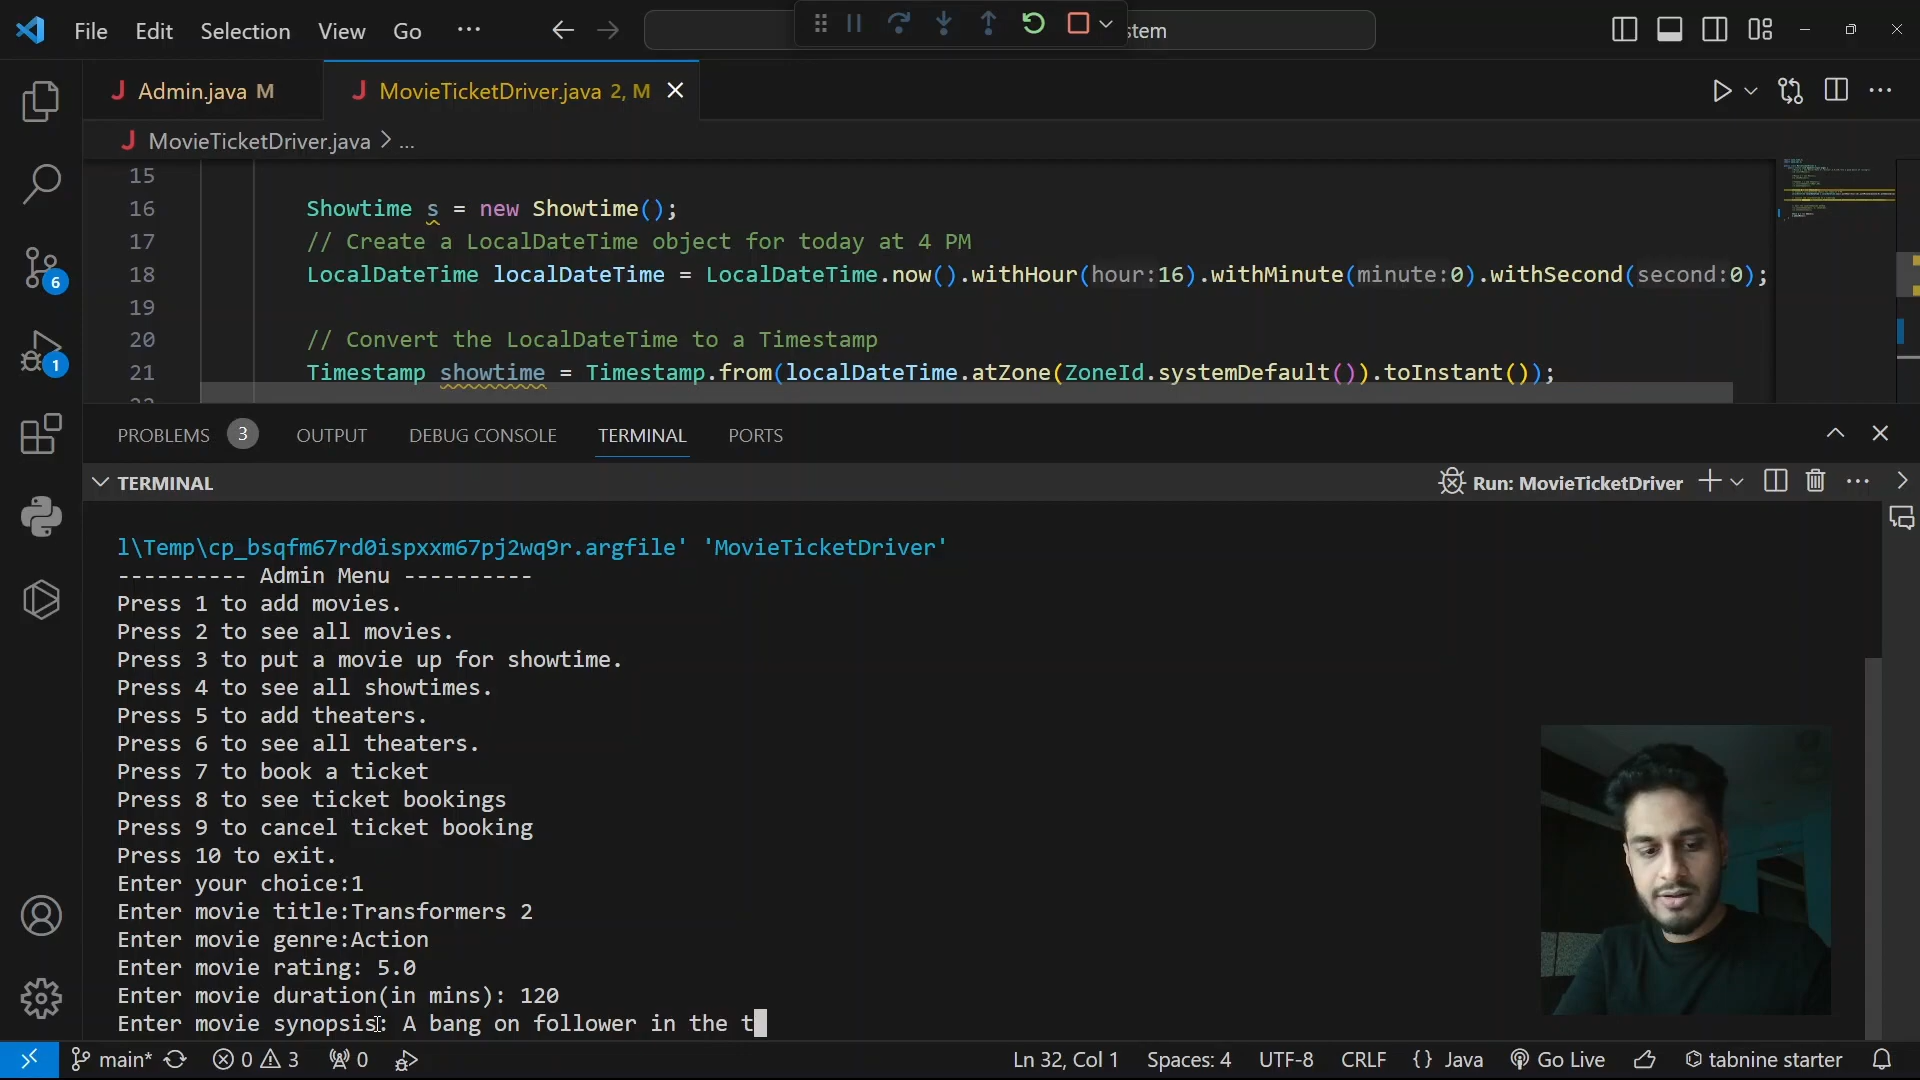 File Edit Selection View Go ... stem
Admin.java M MovieTicketDriver.java 2, M
MovieTicketDriver.java > ...
15
16 Showtime s = new Showtime();
17 // Create a LocalDateTime object for today at 4 PM
18 LocalDateTime localDateTime = LocalDateTime.now().withHour(hour:16).withMinute(minute:0).withSecond(second:0);
19
20 // Convert the LocalDateTime to a Timestamp
21 Timestamp showtime = Timestamp.from(localDateTime.atZone(ZoneId.systemDefault()).toInstant());
6
1
PROBLEMS 3 OUTPUT DEBUG CONSOLE TERMINAL PORTS
TERMINAL Run: MovieTicketDriver
l\Temp\cp_bsqfm67rd0ispxxm67pj2wq9r.argfile' 'MovieTicketDriver'
---------- Admin Menu ----------
Press 1 to add movies.
Press 2 to see all movies.
Press 3 to put a movie up for showtime.
Press 4 to see all showtimes.
Press 5 to add theaters.
Press 6 to see all theaters.
Press 7 to book a ticket
Press 8 to see ticket bookings
Press 9 to cancel ticket booking
Press 10 to exit.
Enter your choice:1
Enter movie title:Transformers 2
Enter movie genre:Action
Enter movie rating: 5.0
Enter movie duration(in mins): 120
Enter movie synopsis: A bang on follower in the t
main* 0 3 0 Ln 32, Col 1 Spaces: 4 UTF-8 CRLF {} Java Go Live tabnine starter